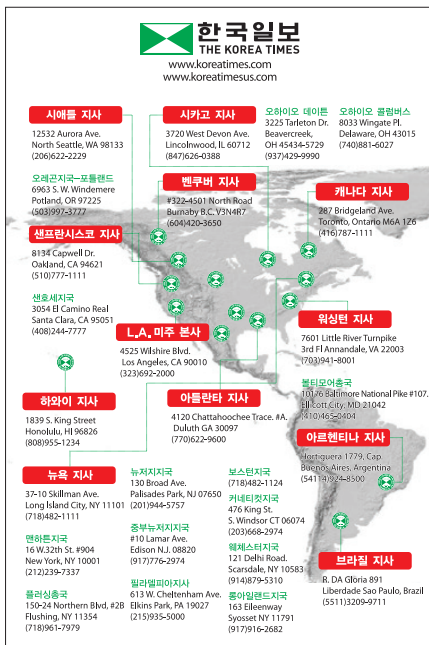 한국일보
THE KOREA TIMES
www.koreatimes.com
www.koreatimesus.com
시애틀 지사
12532 Aurora Ave.
North Seattle, WA 98133
(206)622-2229
시카고 지사
3720 West Devon Ave.
Lincolnwood, IL 60712
(847)626-0388
오하이오 데이튼
3225 Tarleton Dr.
Beavercreek,
OH 45434-5729
(937)429-9990
오하이오 콜럼버스
8033 Wingate Pl.
Delaware, OH 43015
(740)881-6027
오레곤지국-포틀랜드
6963 S. W. Windemere
Potland, OR 97225
(503)997-3777
벤쿠버 지사
#322-4501 North Road
Burnaby B.C. V3N4R7
(604)420-3650
캐나다 지사
287 Bridgeland Ave.
Toronto, Ontario M6A 1Z6
(416)787-1111
샌프란시스코 지사
8134 Capwell Dr.
Oakland, CA 94621
(510)777-1111
산호세지국
3054 El Camino Real
Santa Clara, CA 95051
(408)244-7777
L.A. 미주 본사
4525 Wilshire Blvd.
Los Angeles, CA 90010
(323)692-2000
워싱턴 지사
7601 Little River Turnpike
3rd Fl Annandale, VA 22003
(703)941-8001
볼티모어총국
10176 Baltimore National Pike #107.
Ellicott City, MD 21042
(410)465-0404
하와이 지사
1839 S. King Street
Honolulu, HI 96826
(808)955-1234
아틀란타 지사
4120 Chattahoochee Trace. #A.
Duluth GA 30097
(770)622-9600
아르헨티나 지사
Hortiguera 1779, Cap.
Buenos Aires, Argentina
(54114)924-8500
뉴욕 지사
37-10 Skillman Ave.
Long Island City, NY 11101
(718)482-1111
맨하튼지국
16 W.32th St. #904
New York, NY 10001
(212)239-7337
플러싱총국
150-24 Northern Blvd, #2B
Flushing, NY 11354
(718)961-7979
뉴저지지국
130 Broad Ave.
Palisades Park, NJ 07650
(201)944-5757
중부뉴저지지국
#10 Lamar Ave.
Edison N.J. 08820
(917)776-2974
필라델피아지사
613 W. Cheltenham Ave.
Elkins Park, PA 19027
(215)935-5000
보스턴지국
(718)482-1124
커네티컷지국
476 King St.
S. Windsor CT 06074
(203)668-2974
웨체스터지국
121 Delhi Road.
Scarsdale, NY 10583
(914)879-5310
롱아일랜드지국
163 Eileenway
Syosset NY 11791
(917)916-2682
브라질 지사
R. DA Gloria 891
Liberdade Sao Paulo, Brazil
(5511)3209-9711